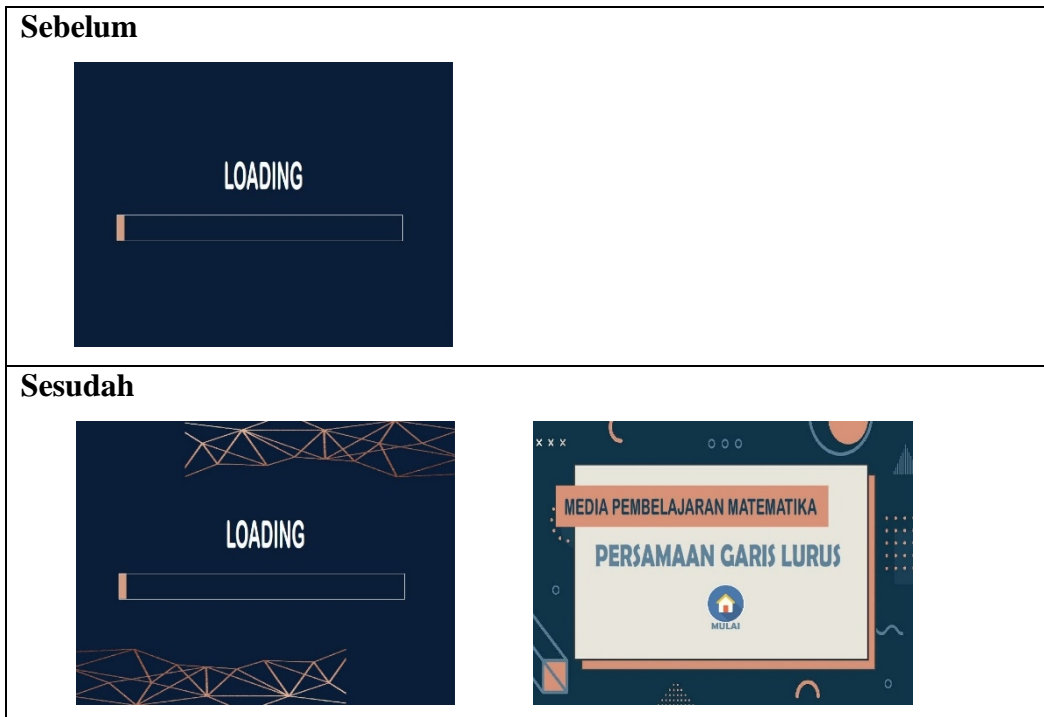 Sebelum
LOADING
Sesudah
LOADING
x x x
MEDIA PEMBELAJARAN MATEMATIKA
PERSAMAAN GARIS LURUS
MULAI